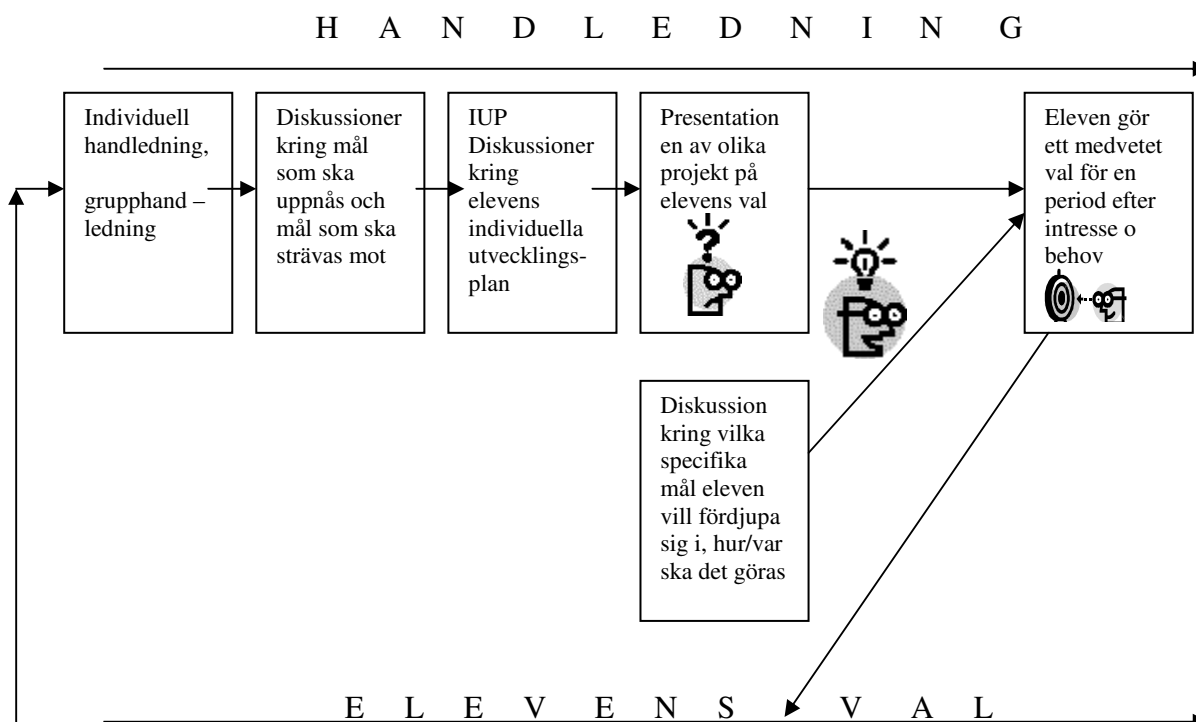 H A N D L E D N I N G
Individuell
handledning,
grupphand –
ledning
Diskussioner
kring mål
som ska
uppnås och
mål som ska
strävas mot
IUP
Diskussioner
kring
elevens
individuella
utvecklings-
plan
Presentation
en av olika
projekt på
elevens val
Eleven gör
ett medvetet
val för en
period efter
intresse o
behov
Diskussion
kring vilka
specifika
mål eleven
vill fördjupa
sig i, hur/var
ska det göras
E L E V E N S V A L